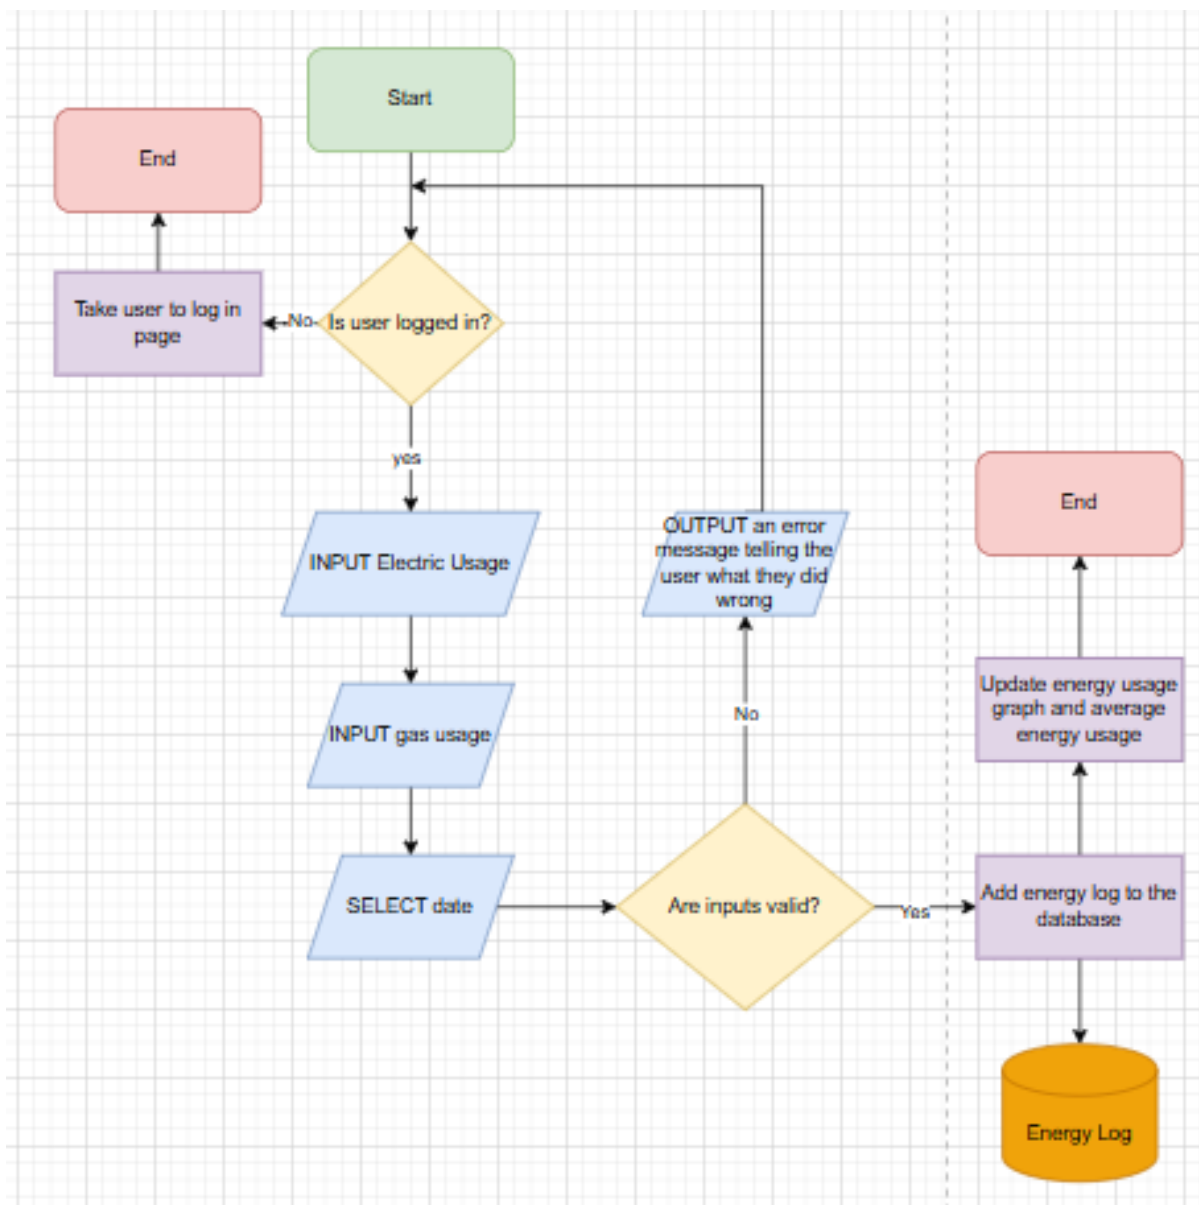 Start
End
Take user to log in
page
No
Is user logged in?
yes
INPUT Electric Usage
OUTPUT an error
message telling the
user what they did
wrong
End
INPUT gas usage
No
Update energy usage
graph and average
energy usage
SELECT date
Are inputs valid?
Yes
Add energy log to the
database
Energy Log